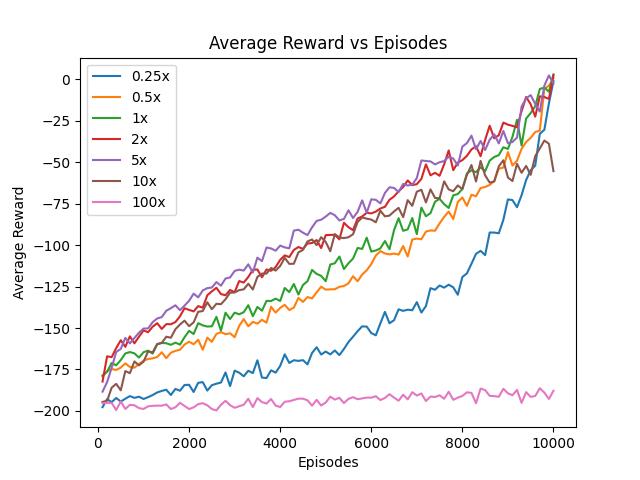 Average Reward vs Episodes
Average Reward
0
−25
−50
−75
−100
−125
−150
−175
−200
0.25x
0.5x
1x
2x
5x
10x
100x
0 2000 4000 6000 8000 10000
Episodes